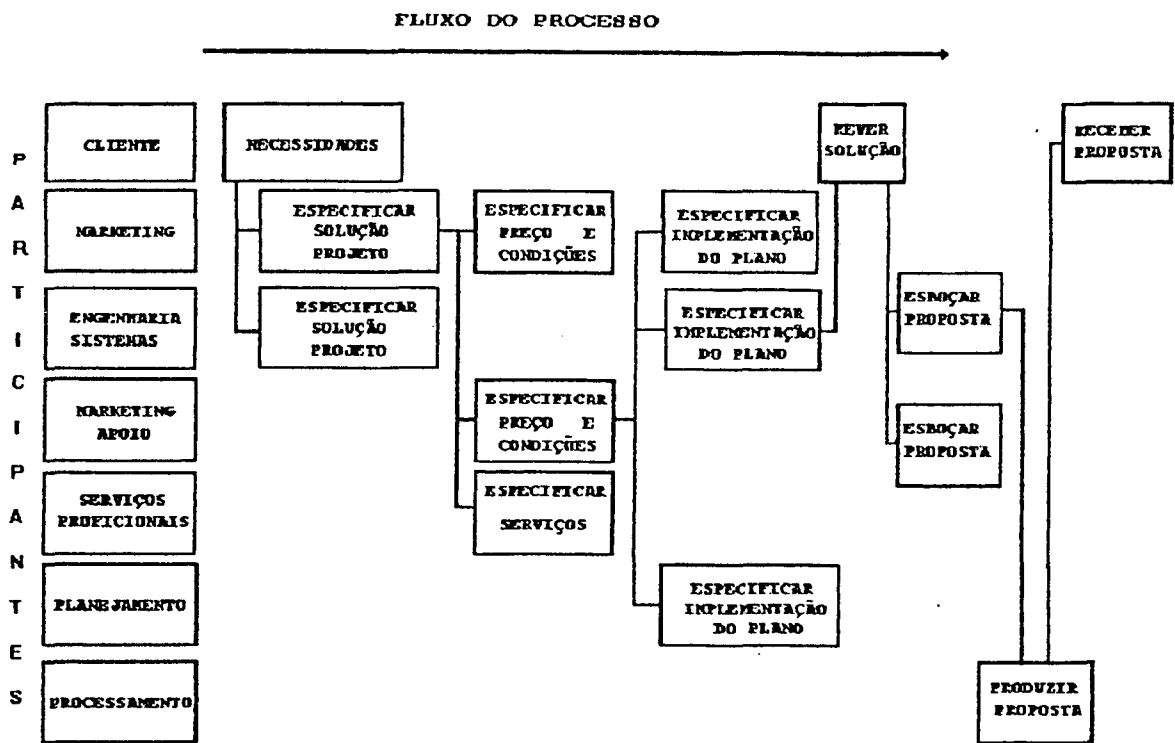 FLUXO DO PROCESSO
PARTICIPANTES
CLIENTE
NECESSIDADES
REVER
SOLUÇÃO
RECEBER
PROPOSTA
MARKETING
ESPECIFICAR
SOLUÇÃO
PROJETO
ESPECIFICAR
PREÇO E
CONDIÇÕES
ESPECIFICAR
IMPLEMENTAÇÃO
DO PLANO
ENGENHARIA
SISTEMAS
ESPECIFICAR
SOLUÇÃO
PROJETO
ESPECIFICAR
IMPLEMENTAÇÃO
DO PLANO
ESBOÇAR
PROPOSTA
MARKETING
APOIO
ESPECIFICAR
PREÇO E
CONDIÇÕES
ESBOÇAR
PROPOSTA
SERVIÇOS
PROFICIONAIS
ESPECIFICAR
SERVIÇOS
PLANEJAMENTO
ESPECIFICAR
IMPLEMENTAÇÃO
DO PLANO
PROCESSAMENTO
PRODUZIR
PROPOSTA